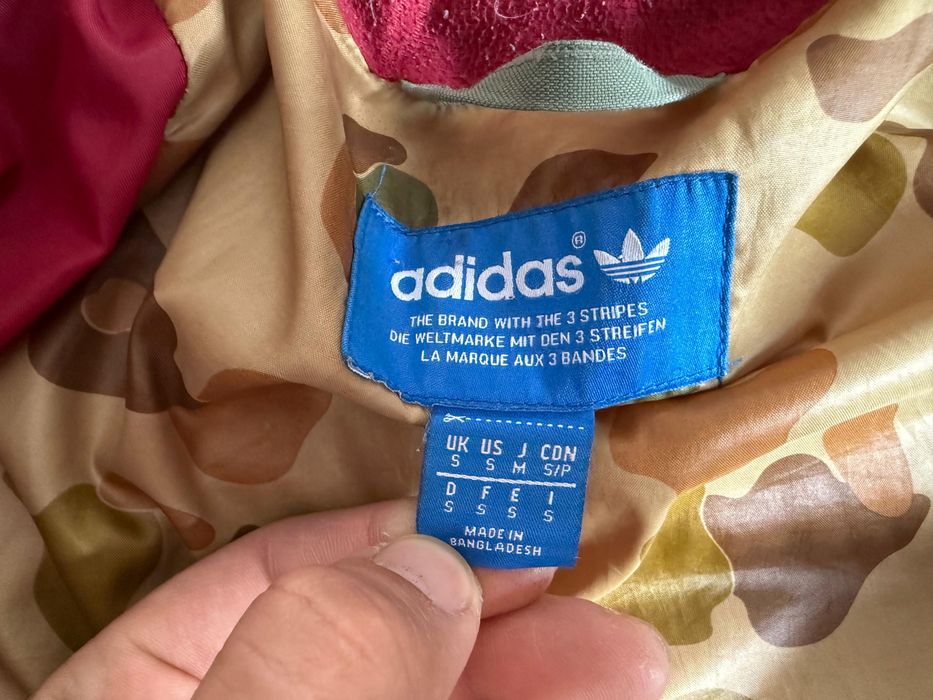 adidas®
THE BRAND WITH THE 3 STRIPES
DIE WELTMARKE MIT DEN 3 STREIFEN
LA MARQUE AUX 3 BANDES
UK US J CON
S S M S/P
D F E I
S S S S
MADE IN
BANGLADESH